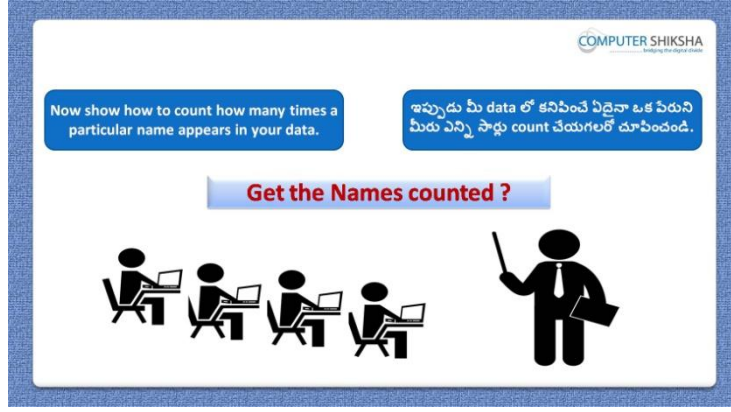 COMPUTER SHIKSHA
bridging the digital divide
Now show how to count how many times a
particular name appears in your data.
ఇప్పుడు మీ data లో కనిపించే ఏదైనా ఒక పేరుని
మీరు ఎన్ని సార్లు count చేయగలరో చూపించండి.
Get the Names counted ?